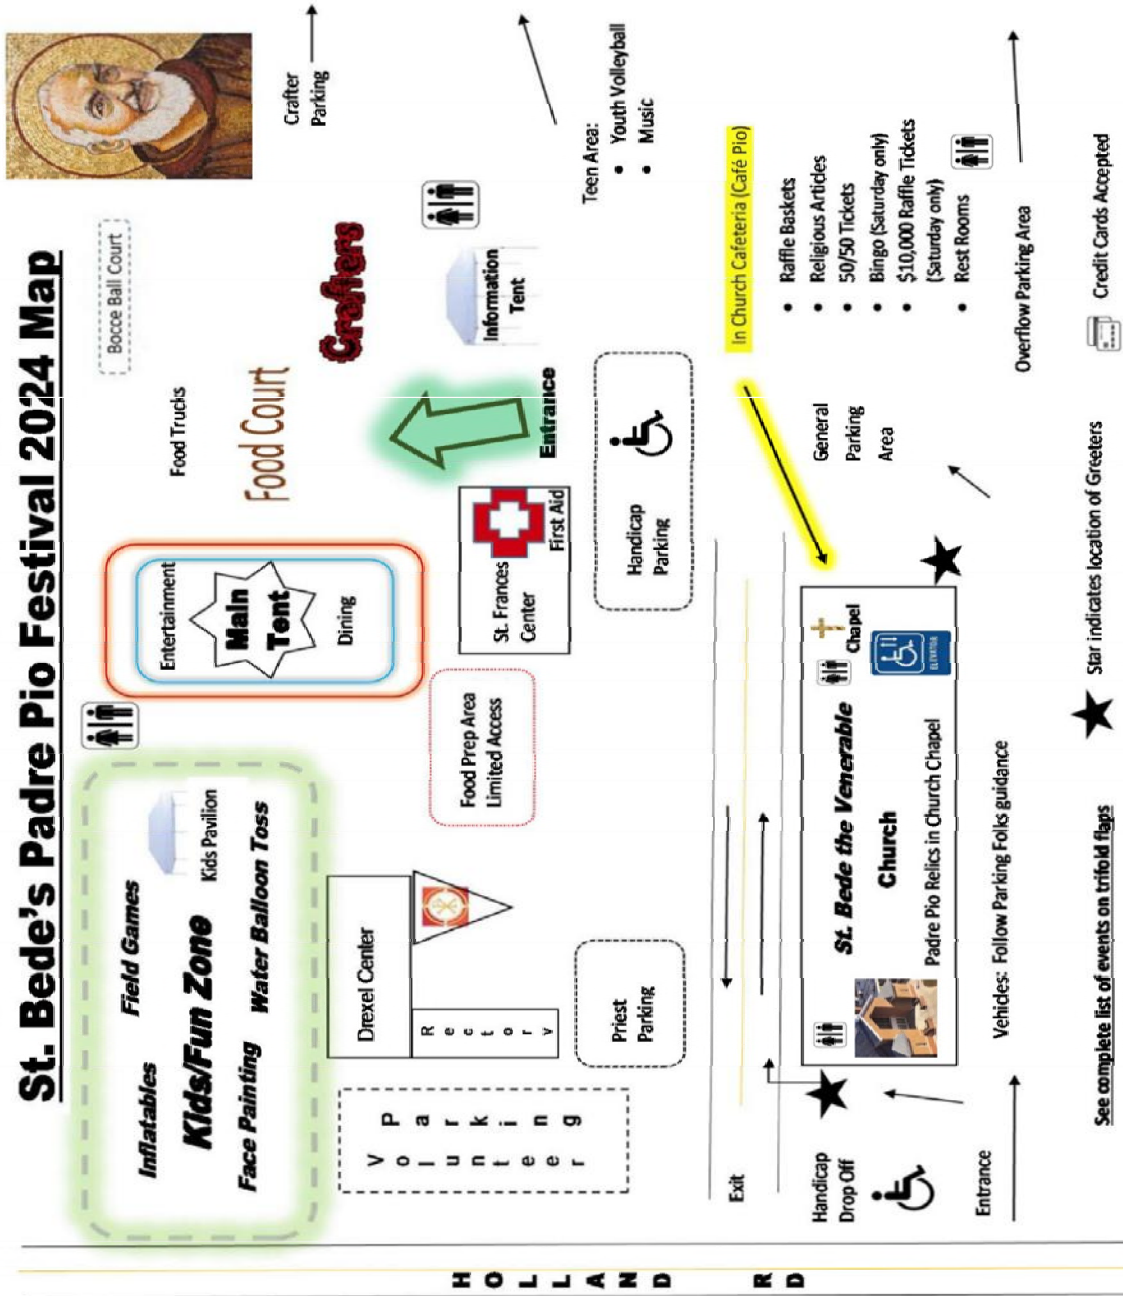 St. Bede's Padre Pio Festival 2024 Map
Inflatables
Field Games
Kids/Fun Zone
Kids Pavilion
Face Painting
Water Balloon Toss
Entertainment
Main
Tent
Dining
Food Trucks
Food Court
Bocce Ball Court
Crafters
Crafter
Parking
Volunteer
Parking
Drexel Center
Rectory
Food Prep Area
Limited Access
St. Frances
Center
First Aid
Entrance
Information
Tent
Priest
Parking
Handicap
Parking
Teen Area:
• Youth Volleyball
• Music
Exit
In Church Cafeteria (Café Pio)
• Raffle Baskets
• Religious Articles
• 50/50 Tickets
• Bingo (Saturday only)
• $10,000 Raffle Tickets
(Saturday only)
• Rest Rooms
General
Parking
Area
Handicap
Drop Off
St. Bede the Venerable
Church
Padre Pio Relics in Church Chapel
Chapel
ELEVATOR
Entrance
Vehicles: Follow Parking Folks guidance
Overflow Parking Area
See complete list of events on trifold flaps
Star indicates location of Greeters
Credit Cards Accepted
HOLLAND RD